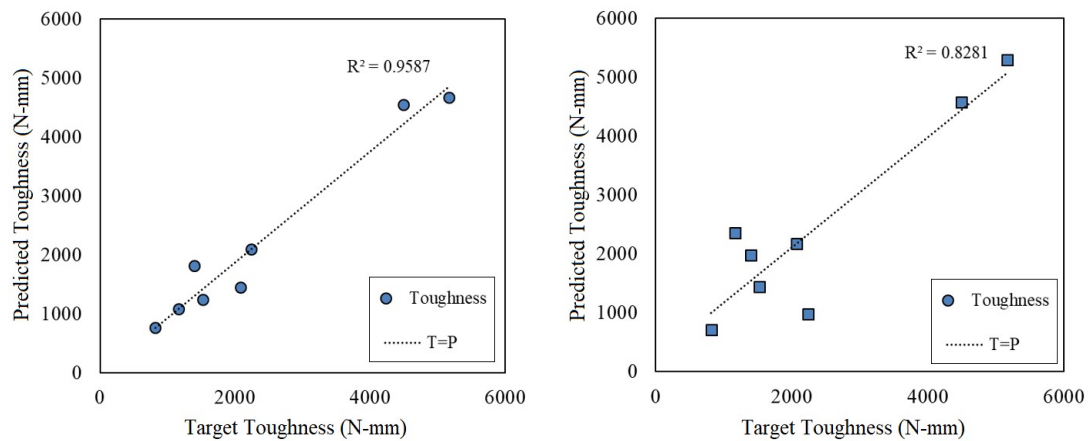 6000
5000
4000
3000
2000
1000
0
Predicted Toughness (N-mm)
R² = 0.9587
Toughness
T=P
0
2000
4000
6000
Target Toughness (N-mm)
6000
5000
4000
3000
2000
1000
0
Predicted Toughness (N-mm)
R² = 0.8281
Toughness
T=P
0
2000
4000
6000
Target Toughness (N-mm)